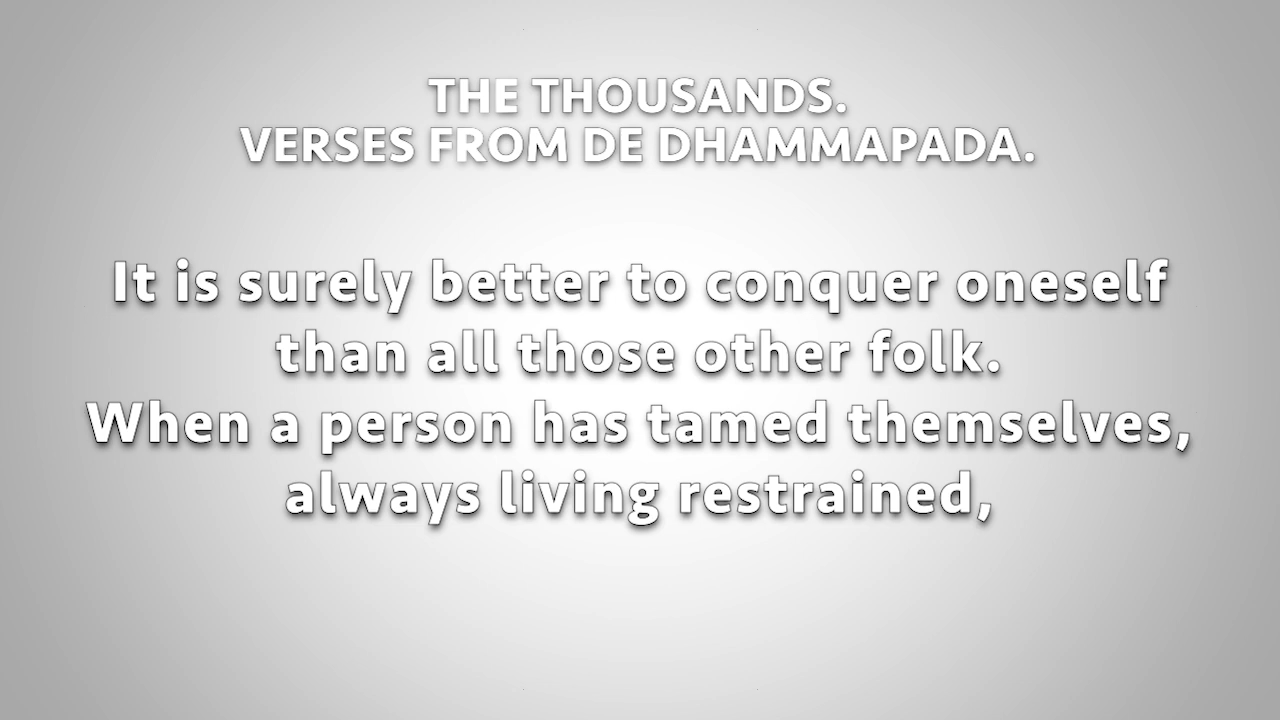 THE THOUSANDS.
VERSES FROM DE DHAMMAPADA.
It is surely better to conquer oneself
than all those other folk.
When a person has tamed themselves,
always living restrained,